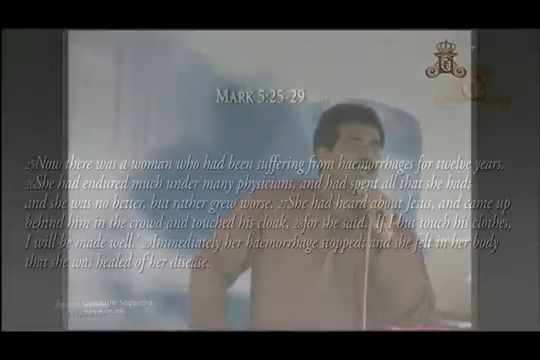 MARK 5:25-29
25Now there was a woman who had been suffering from haemorrhages for twelve years.
26She had endured much under many physicians, and had spent all that she had;
and she was no better, but rather grew worse. 27She had heard about Jesus, and came up
behind him in the crowd and touched his cloak, 28for she said, 'If I but touch his clothes,
I will be made well.' 29Immediately her haemorrhage stopped; and she felt in her body
that she was healed of her disease.
Sequeira